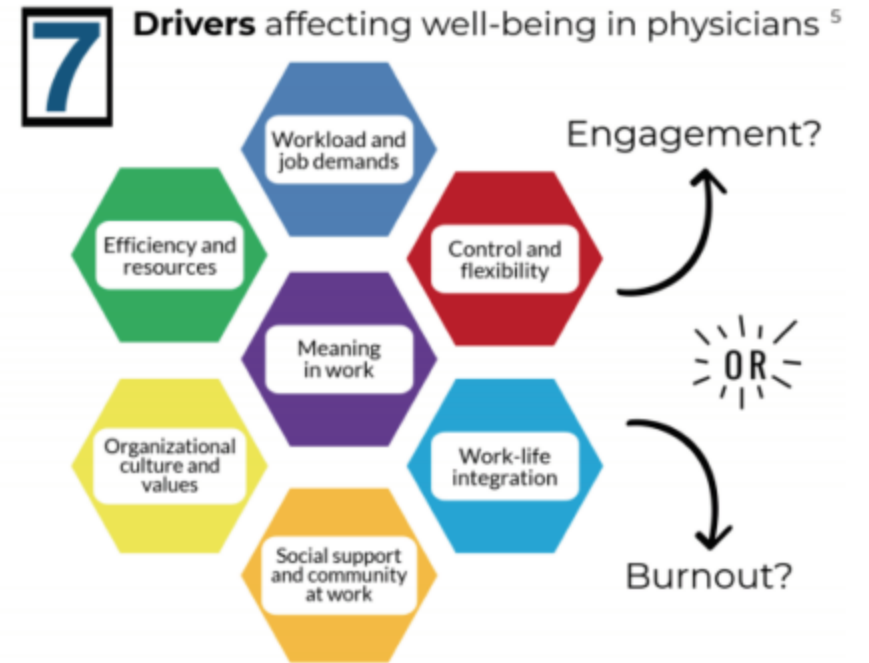 7
Drivers affecting well-being in physicians 5
Workload and
job demands
Engagement?
Efficiency and
resources
Control and
flexibility
Meaning
in work
OR
Organizational
culture and
values
Work-life
integration
Social support
and community
at work
Burnout?